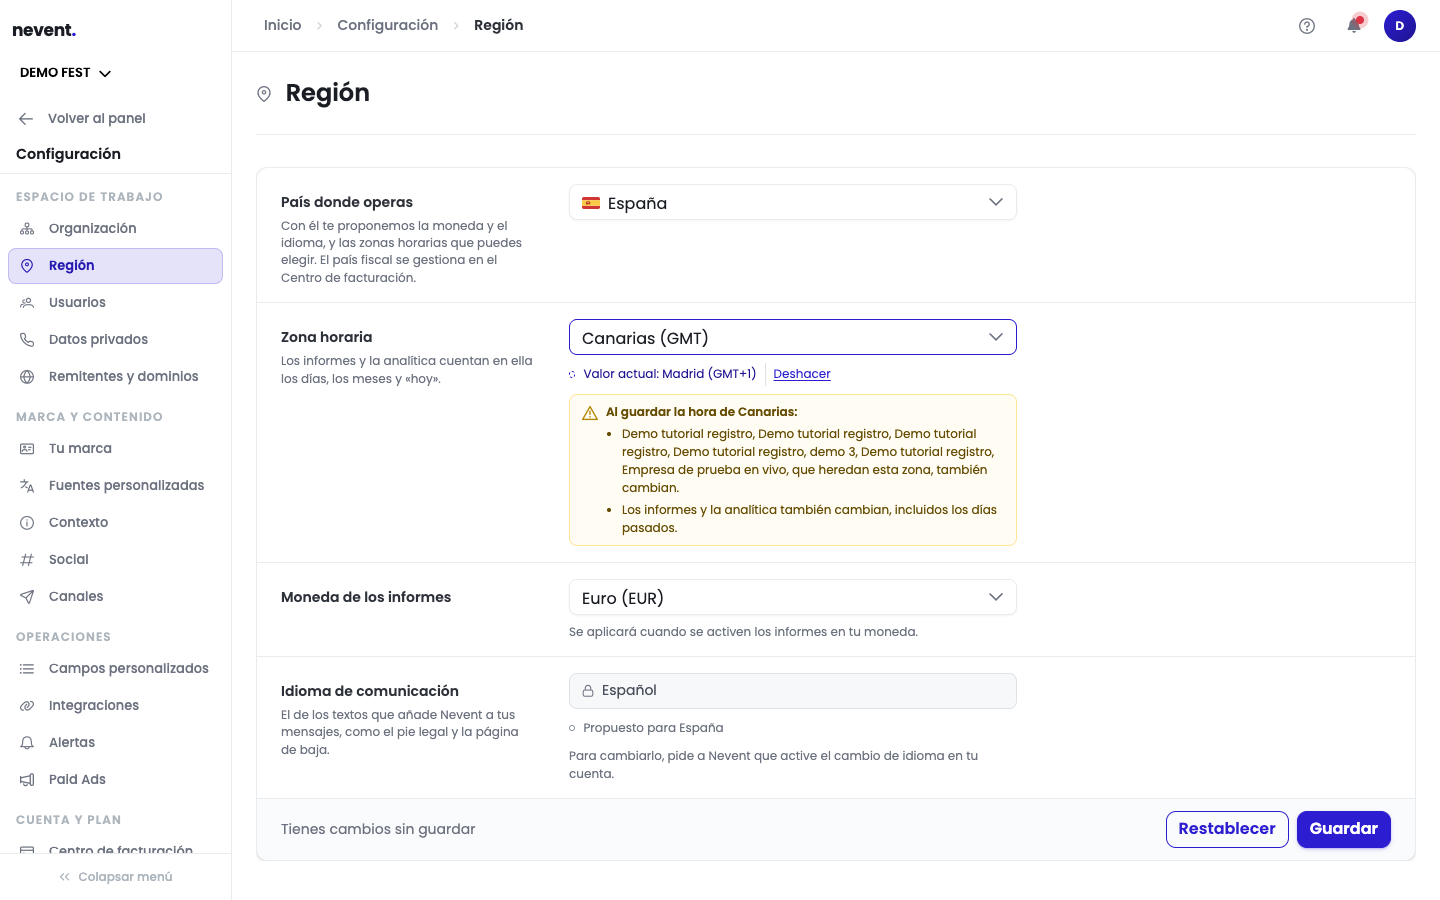 nevent.
DEMO FEST
Volver al panel
Configuración
ESPACIO DE TRABAJO
Organización
Región
Usuarios
Datos privados
Remitentes y dominios
MARCA Y CONTENIDO
Tu marca
Fuentes personalizadas
Contexto
Social
Canales
OPERACIONES
Campos personalizados
Integraciones
Alertas
Paid Ads
CUENTA Y PLAN
Centro de facturación
Colapsar menú
Inicio
Configuración
Región
D
Región
País donde operas
Con él te proponemos la moneda y el
idioma, y las zonas horarias que puedes
elegir. El país fiscal se gestiona en el
Centro de facturación.
España
Zona horaria
Los informes y la analítica cuentan en ella
los días, los meses y «hoy».
Canarias (GMT)
Valor actual: Madrid (GMT+1)
Deshacer
Al guardar la hora de Canarias:
• Demo tutorial registro, Demo tutorial registro, Demo tutorial
registro, Demo tutorial registro, demo 3, Demo tutorial registro,
Empresa de prueba en vivo, que heredan esta zona, también
cambian.
• Los informes y la analítica también cambian, incluidos los días
pasados.
Moneda de los informes
Euro (EUR)
Se aplicará cuando se activen los informes en tu moneda.
Idioma de comunicación
El de los textos que añade Nevent a tus
mensajes, como el pie legal y la página
de baja.
Español
Propuesto para España
Para cambiarlo, pide a Nevent que active el cambio de idioma en tu
cuenta.
Tienes cambios sin guardar
Restablecer
Guardar